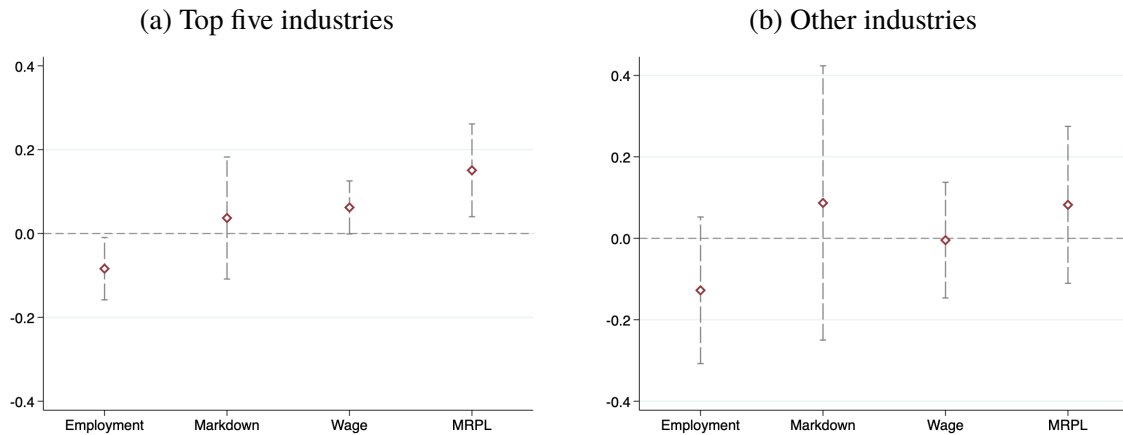 (a) Top five industries
0.4
0.2
0.0
-0.2
-0.4
Employment
Markdown
Wage
MRPL
(b) Other industries
0.4
0.2
0.0
-0.2
-0.4
Employment
Markdown
Wage
MRPL